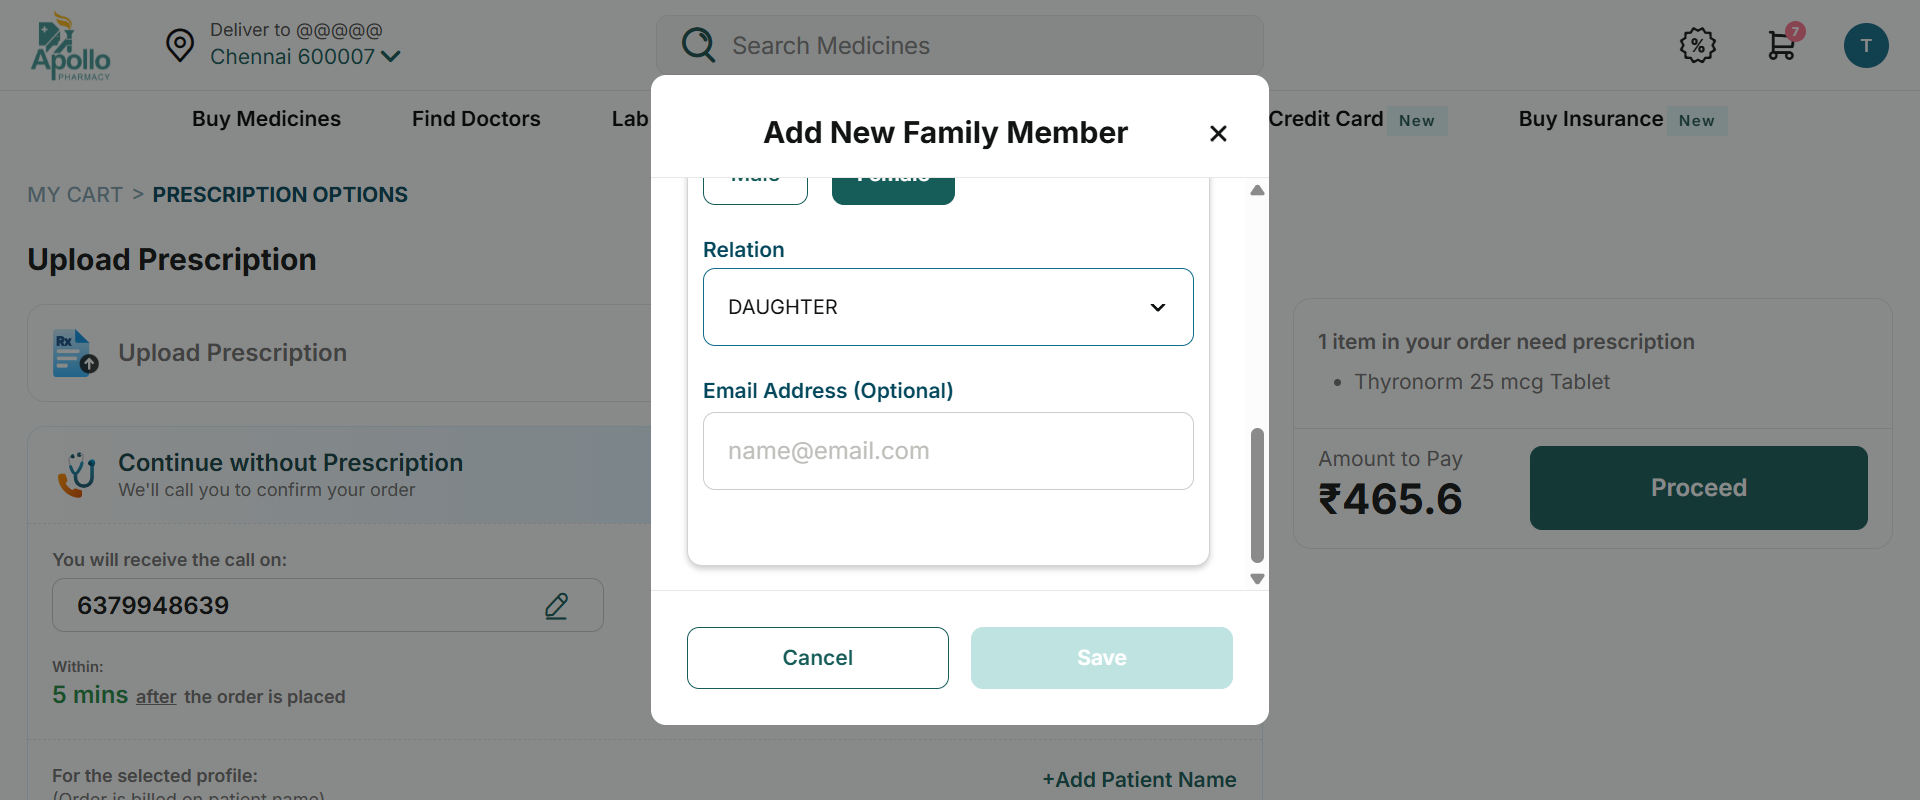 Apollo
PHARMACY
Deliver to @@@@@
Chennai 600007
Search Medicines
%
7
T
Buy Medicines
Find Doctors
Lab
Credit Card New
Buy Insurance New
MY CART > PRESCRIPTION OPTIONS
Upload Prescription
Rx
Upload Prescription
Continue without Prescription
We'll call you to confirm your order
You will receive the call on:
6379948639
Within:
5 mins after the order is placed
For the selected profile:
(Order is billed on patient name)
+Add Patient Name
Add New Family Member
Male
Female
Relation
DAUGHTER
Email Address (Optional)
name@email.com
Cancel
Save
1 item in your order need prescription
• Thyronorm 25 mcg Tablet
Amount to Pay
₹465.6
Proceed